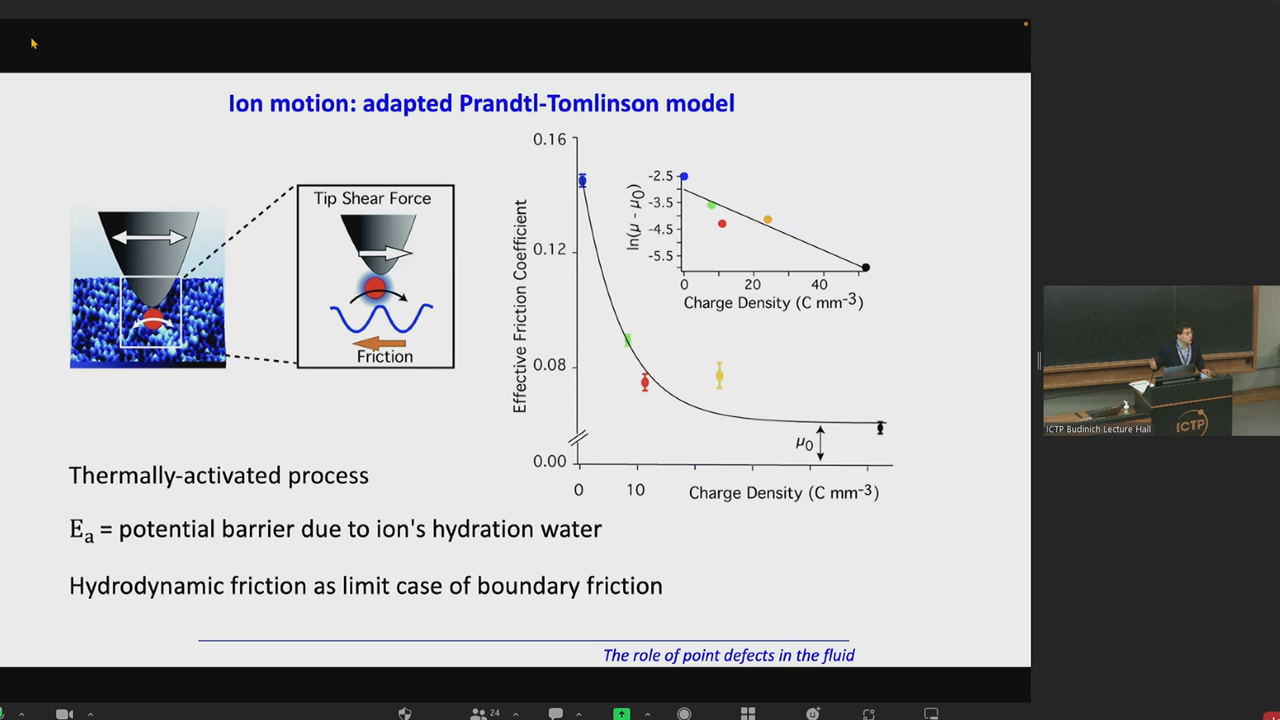 Ion motion: adapted Prandtl-Tomlinson model
Tip Shear Force
Friction
0.16
0.12
0.08
0.00
Effective Friction Coefficient
0
10
Charge Density (C mm-3)
μ0
-2.5
-3.5
-4.5
-5.5
ln(μ - μ0)
0
20
40
Charge Density (C mm-3)
Thermally-activated process
Ea = potential barrier due to ion's hydration water
Hydrodynamic friction as limit case of boundary friction
The role of point defects in the fluid
ICTP
ICTP Budinich Lecture Hall
24